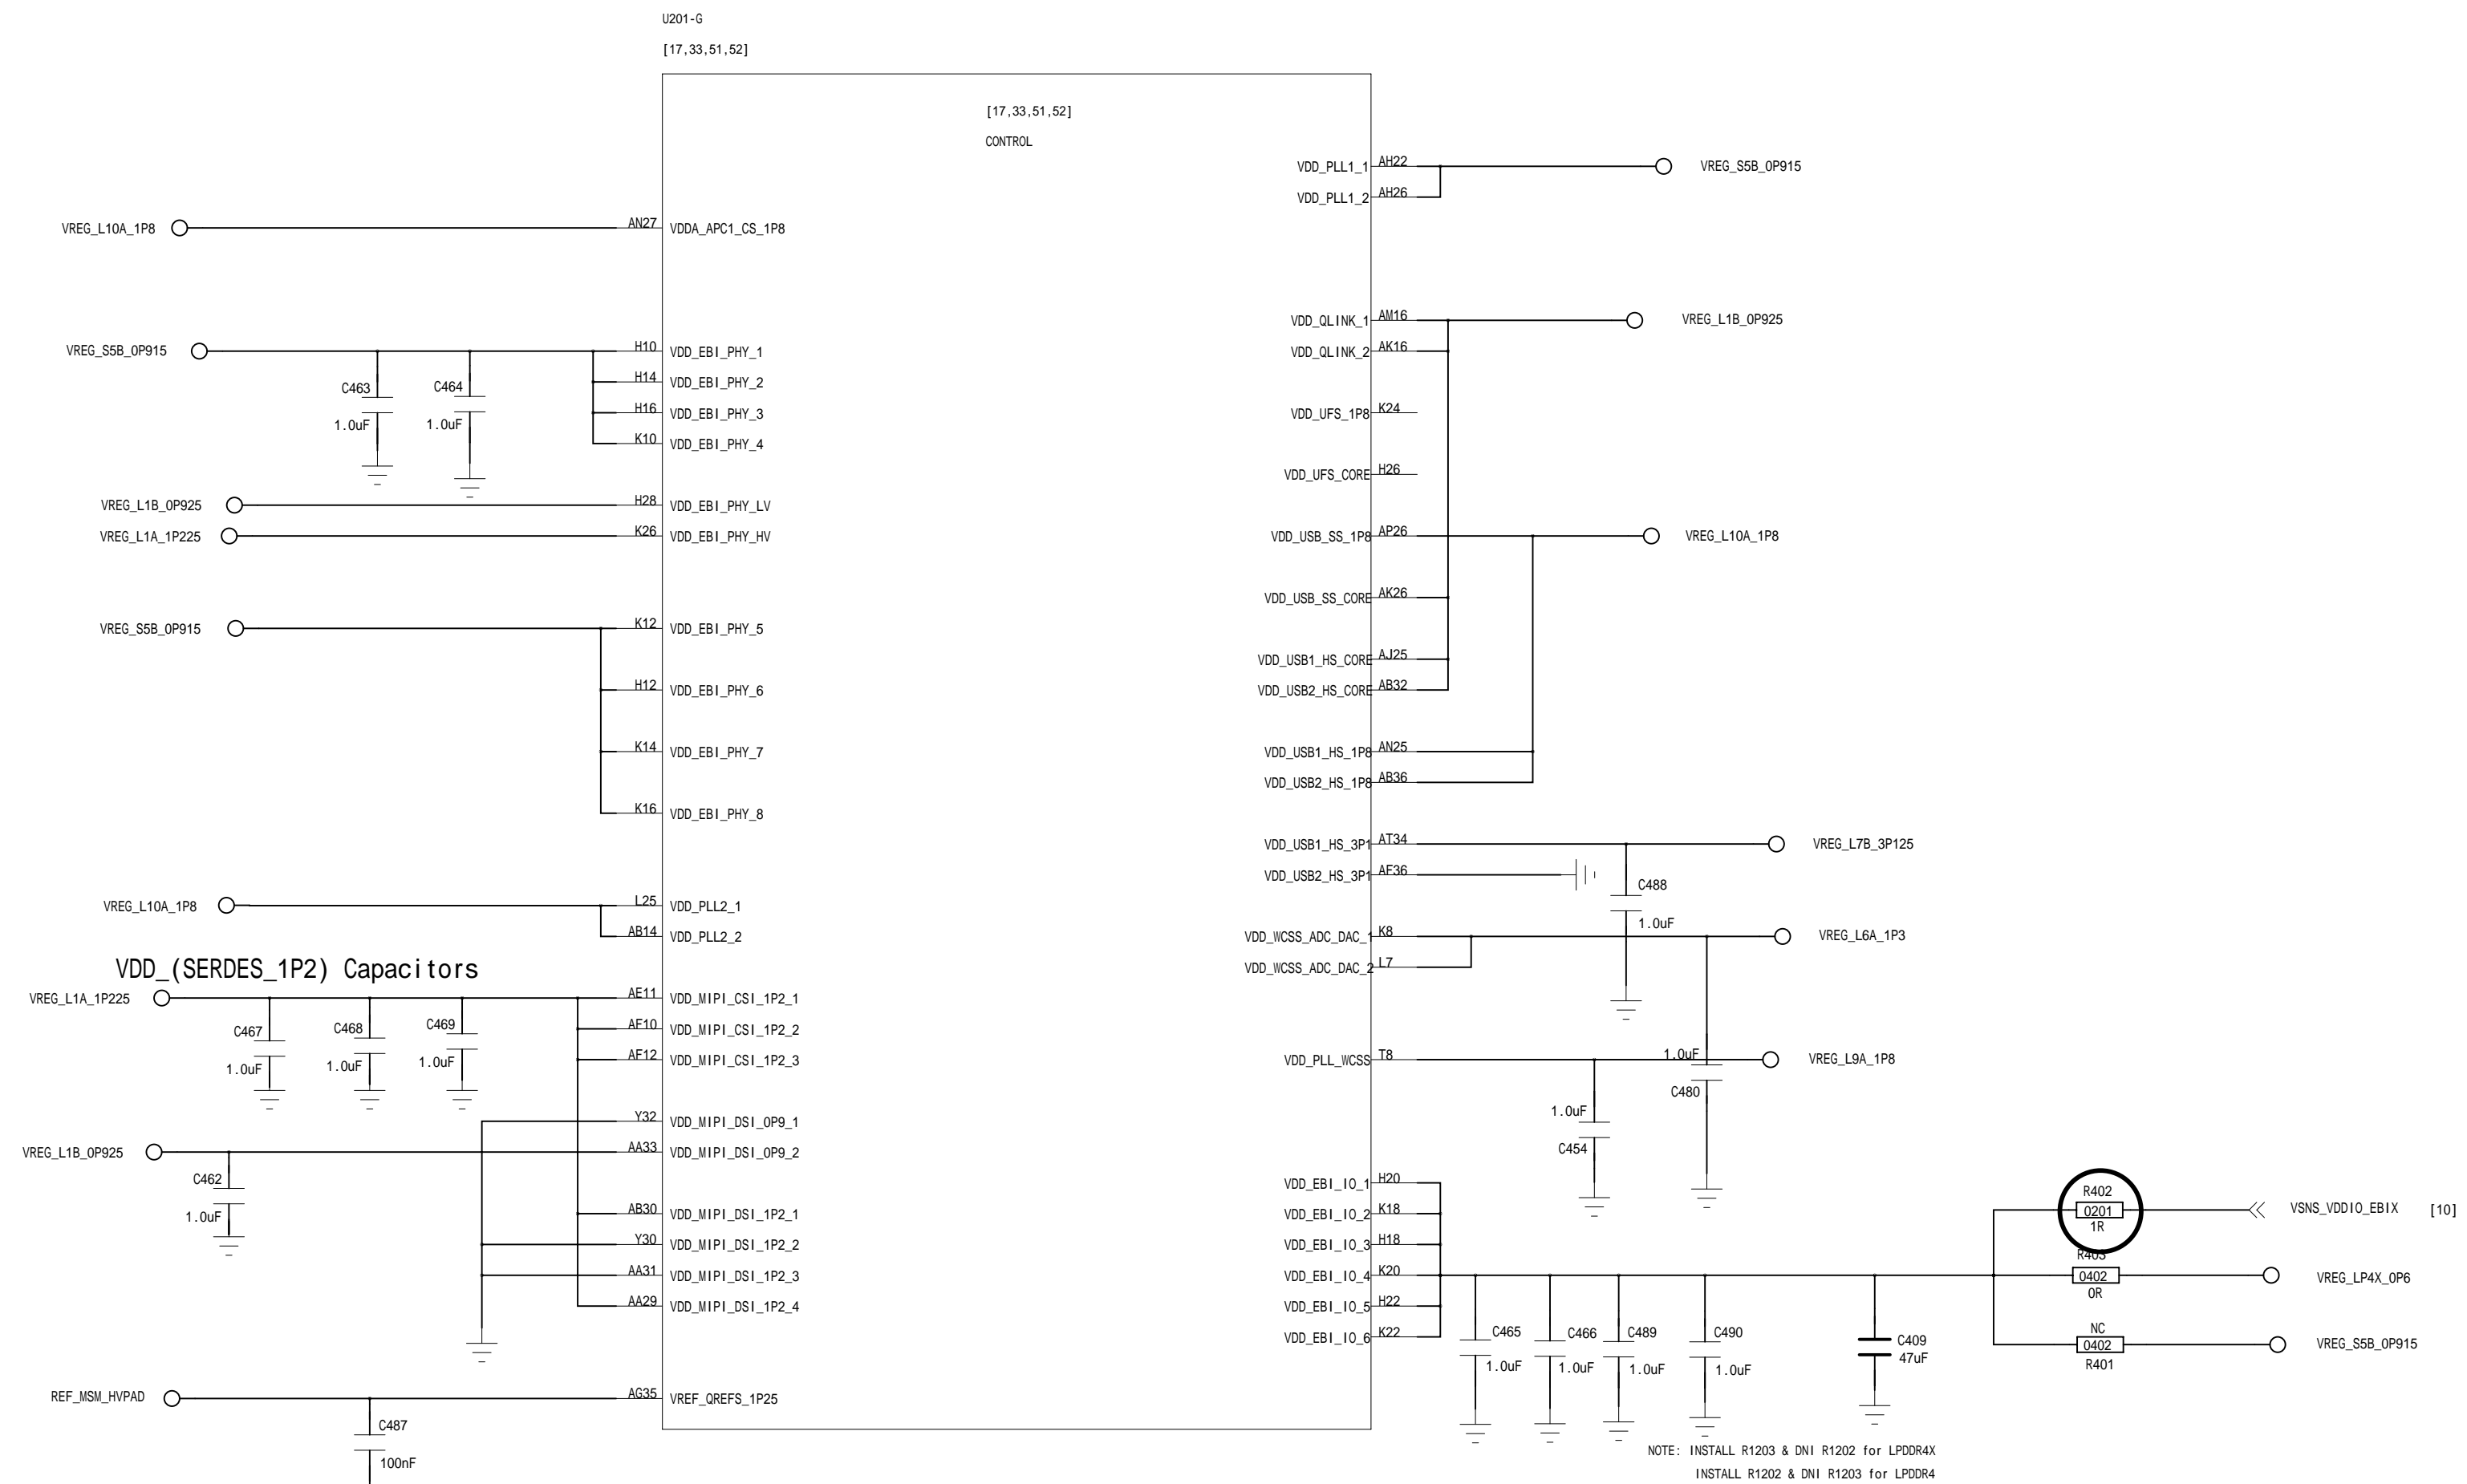 U201-G
[17,33,51,52]
[17,33,51,52]
CONTROL
VREG_L10A_1P8
AN27
VDDA_APC1_CS_1P8
VREG_S5B_0P915
C463
1.0uF
C464
1.0uF
H10
VDD_EBI_PHY_1
H14
VDD_EBI_PHY_2
H16
VDD_EBI_PHY_3
K10
VDD_EBI_PHY_4
VREG_L1B_0P925
H28
VDD_EBI_PHY_LV
VREG_L1A_1P225
K26
VDD_EBI_PHY_HV
VREG_S5B_0P915
K12
VDD_EBI_PHY_5
H12
VDD_EBI_PHY_6
K14
VDD_EBI_PHY_7
K16
VDD_EBI_PHY_8
VREG_L10A_1P8
L25
VDD_PLL2_1
AB14
VDD_PLL2_2
VDD_(SERDES_1P2) Capacitors
VREG_L1A_1P225
C467
1.0uF
C468
1.0uF
C469
1.0uF
AE11
VDD_MIPI_CSI_1P2_1
AF10
VDD_MIPI_CSI_1P2_2
AF12
VDD_MIPI_CSI_1P2_3
Y32
VDD_MIPI_DSI_0P9_1
VREG_L1B_0P925
C462
1.0uF
AA33
VDD_MIPI_DSI_0P9_2
AB30
VDD_MIPI_DSI_1P2_1
Y30
VDD_MIPI_DSI_1P2_2
AA31
VDD_MIPI_DSI_1P2_3
AA29
VDD_MIPI_DSI_1P2_4
REF_MSM_HVPAD
C487
100nF
AG35
VREF_QREFS_1P25
VDD_PLL1_1
AH22
VREG_S5B_0P915
VDD_PLL1_2
AH26
VDD_QLINK_1
AM16
VREG_L1B_0P925
VDD_QLINK_2
AK16
VDD_UFS_1P8
K24
VDD_UFS_CORE
H26
VDD_USB_SS_1P8
AP26
VREG_L10A_1P8
VDD_USB_SS_CORE
AK26
VDD_USB1_HS_CORE
AJ25
VDD_USB2_HS_CORE
AB32
VDD_USB1_HS_1P8
AN25
VDD_USB2_HS_1P8
AB36
VDD_USB1_HS_3P1
AT34
VREG_L7B_3P125
VDD_USB2_HS_3P1
AF36
C488
1.0uF
VDD_WCSS_ADC_DAC_1
K8
VREG_L6A_1P3
VDD_WCSS_ADC_DAC_2
L7
VDD_PLL_WCSS
T8
1.0uF
C480
VREG_L9A_1P8
1.0uF
C454
VDD_EBI_IO_1
H20
VDD_EBI_IO_2
K18
VDD_EBI_IO_3
H18
VDD_EBI_IO_4
K20
VDD_EBI_IO_5
H22
VDD_EBI_IO_6
K22
C465
1.0uF
C466
1.0uF
C489
1.0uF
C490
1.0uF
C409
47uF
R402
0201
1R
VSNS_VDDIO_EBIX [10]
R403
0402
0R
VREG_LP4X_0P6
NC
0402
R401
VREG_S5B_0P915
NOTE: INSTALL R1203 & DNI R1202 for LPDDR4X
INSTALL R1202 & DNI R1203 for LPDDR4